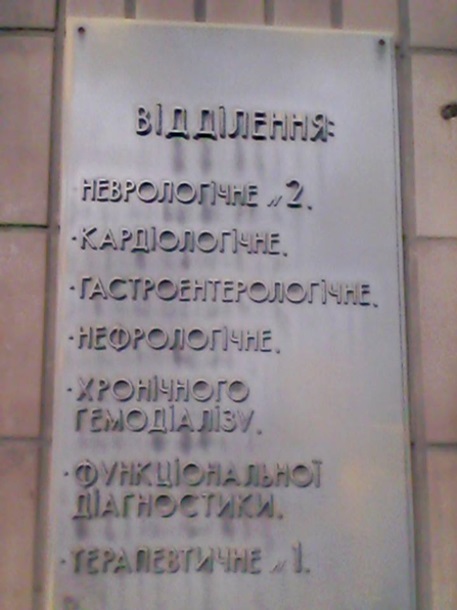 ВІДДІЛЕННЯ:
·НЕВРОЛОГІЧНЕ №2.
·КАРДІОЛОГІЧНЕ.
·ГАСТРОЕНТЕРОЛОГІЧНЕ.
·НЕФРОЛОГІЧНЕ.
·ХРОНІЧНОГО
ГЕМОДІАЛІЗУ.
·ФУНКЦІОНАЛЬНОЇ
ДІАГНОСТИКИ.
·ТЕРАПЕВТИЧНЕ №1.